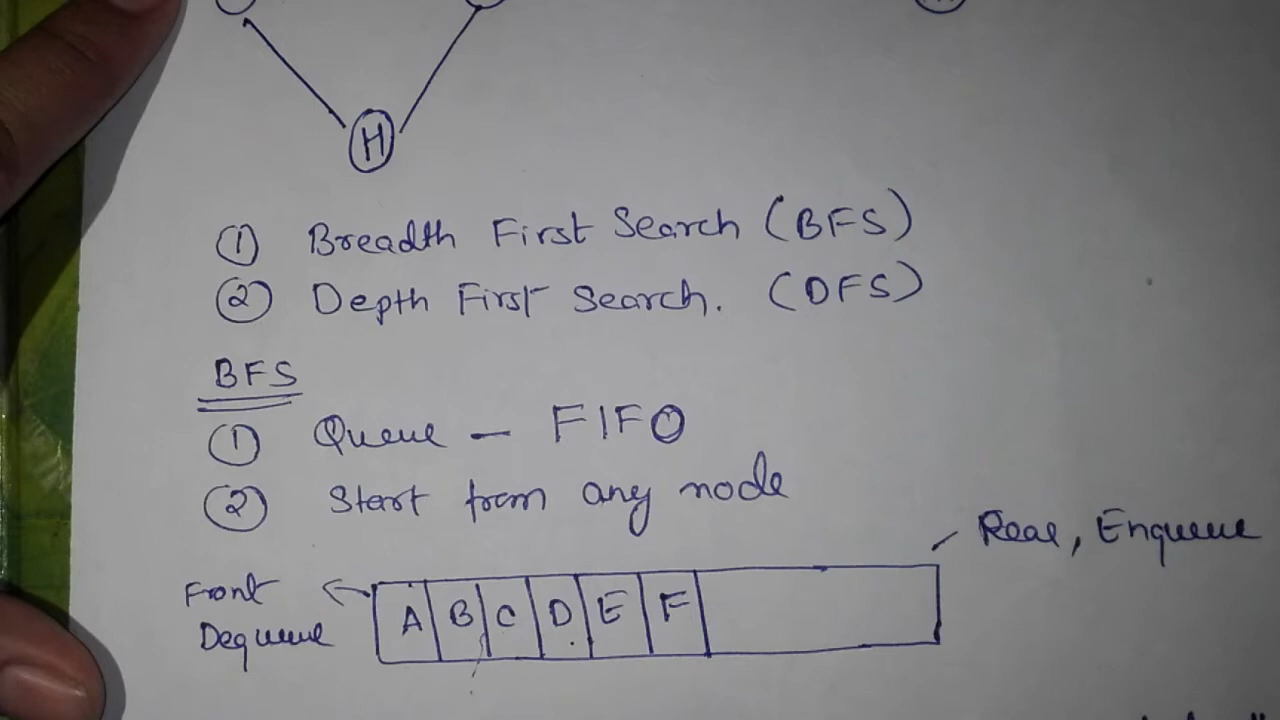 H
① Breadth First Search (BFS)
② Depth First Search. (DFS)
BFS
① Queue - FIFO
② Start from any node
Rear, Enqueue
Front
Dequeue
A B C D E F